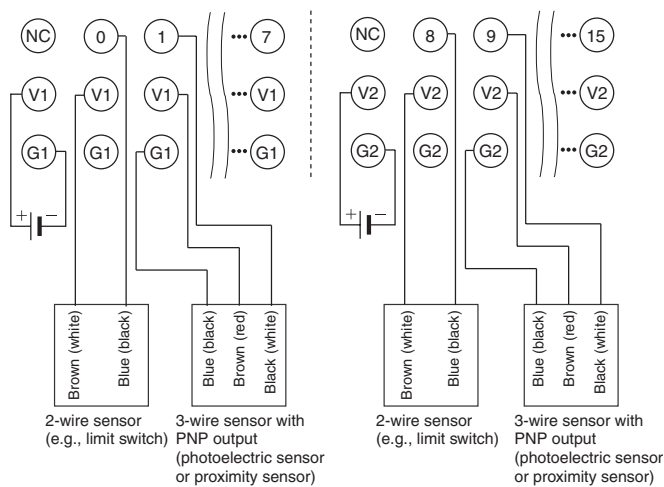 NC 0 1 ••• 7 NC 8 9 ••• 15
V1 V1 V1 ••• V1 V2 V2 V2 ••• V2
G1 G1 G1 ••• G1 G2 G2 G2 ••• G2
+ − + −
Brown (white)
Blue (black)
Blue (black)
Brown (red)
Black (white)
Brown (white)
Blue (black)
Blue (black)
Brown (red)
Black (white)
2-wire sensor
(e.g., limit switch)
3-wire sensor with
PNP output
(photoelectric sensor
or proximity sensor)
2-wire sensor
(e.g., limit switch)
3-wire sensor with
PNP output
(photoelectric sensor
or proximity sensor)